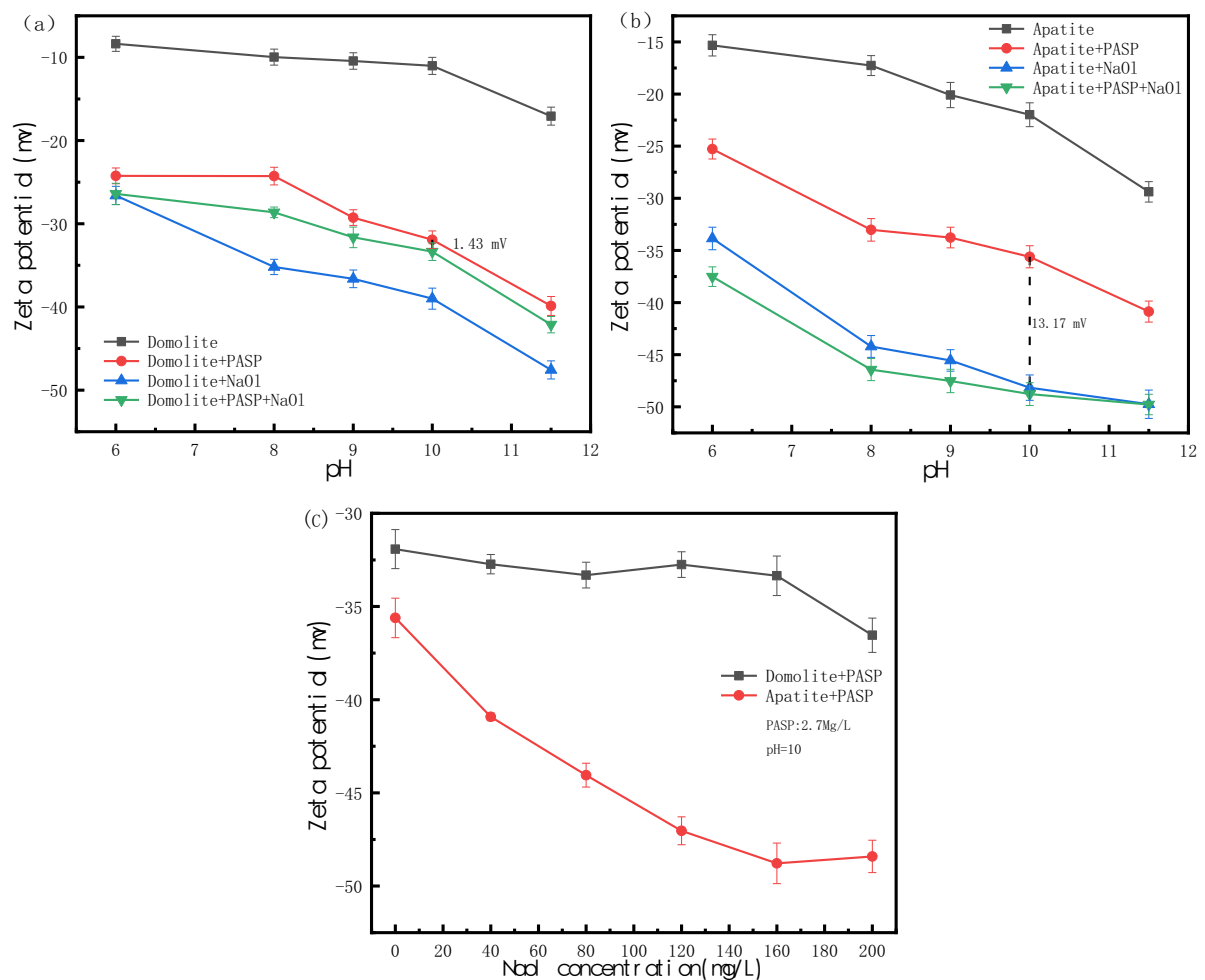 (a)
Zeta potential (mv)
-10
-20
-30
-40
-50
1.43 mV
Domolite
Domolite+PASP
Domolite+NaOl
Domolite+PASP+NaOl
6 7 8 9 10 11 12
pH
(b)
Zeta potential (mv)
-15
-20
-25
-30
-35
-40
-45
-50
Apatite
Apatite+PASP
Apatite+NaOl
Apatite+PASP+NaOl
13.17 mV
6 7 8 9 10 11 12
pH
(c)
Zeta potential (mv)
-30
-35
-40
-45
-50
Domolite+PASP
Apatite+PASP
PASP:2.7Mg/L
pH=10
0 20 40 60 80 100 120 140 160 180 200
Naol concentration(mg/L)